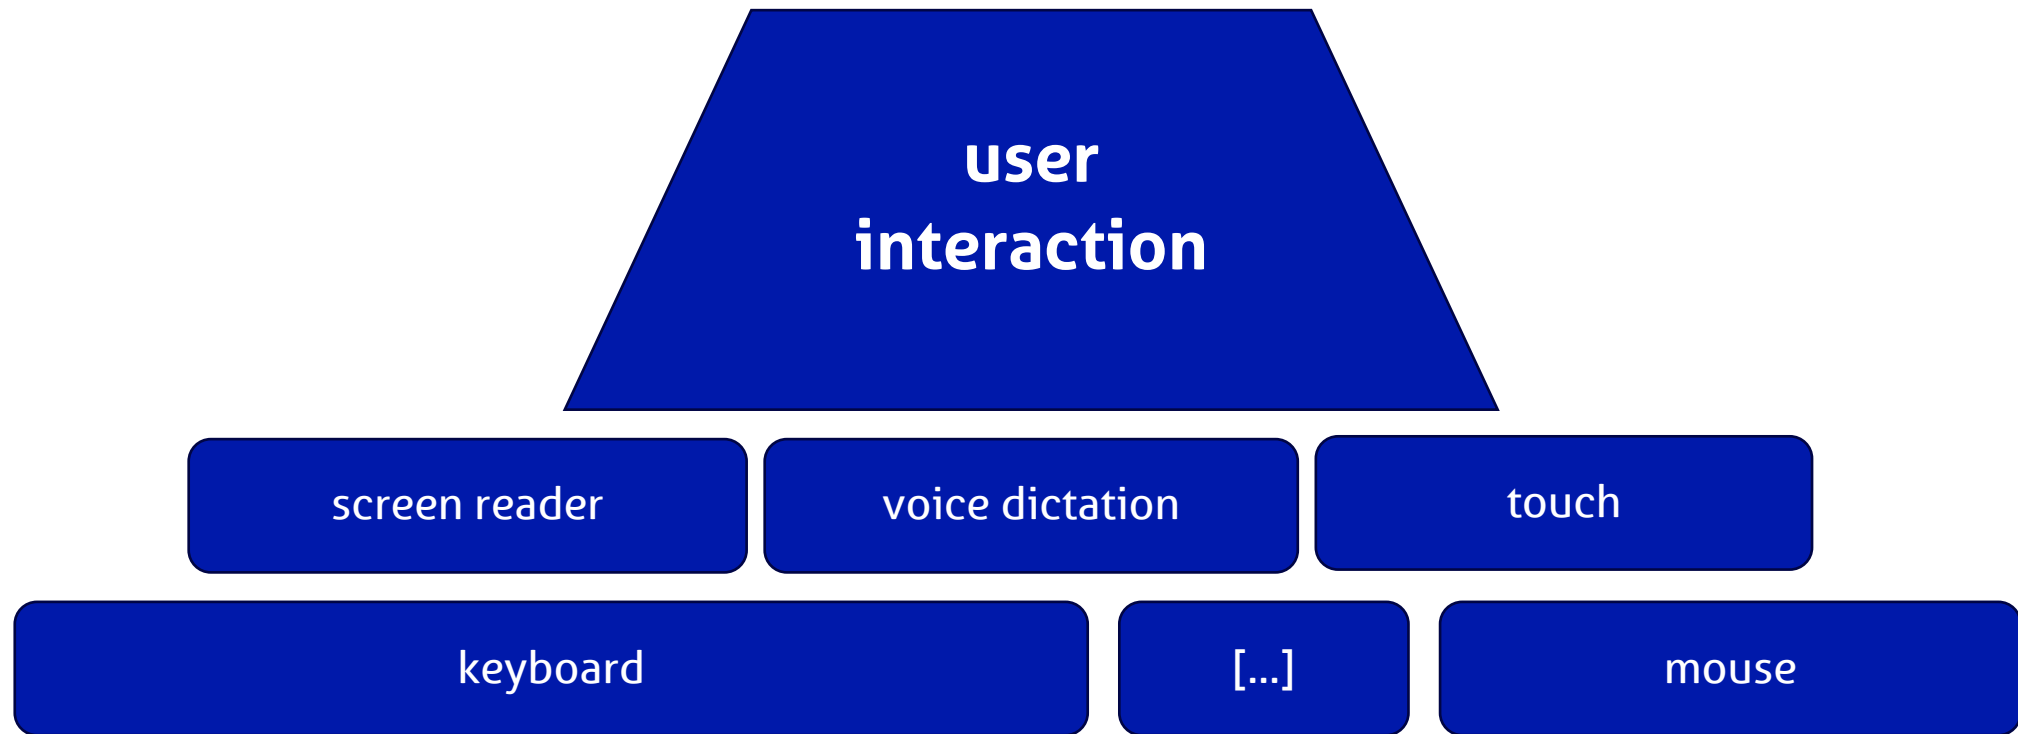 user
interaction
screen reader
voice dictation
touch
keyboard
[...]
mouse